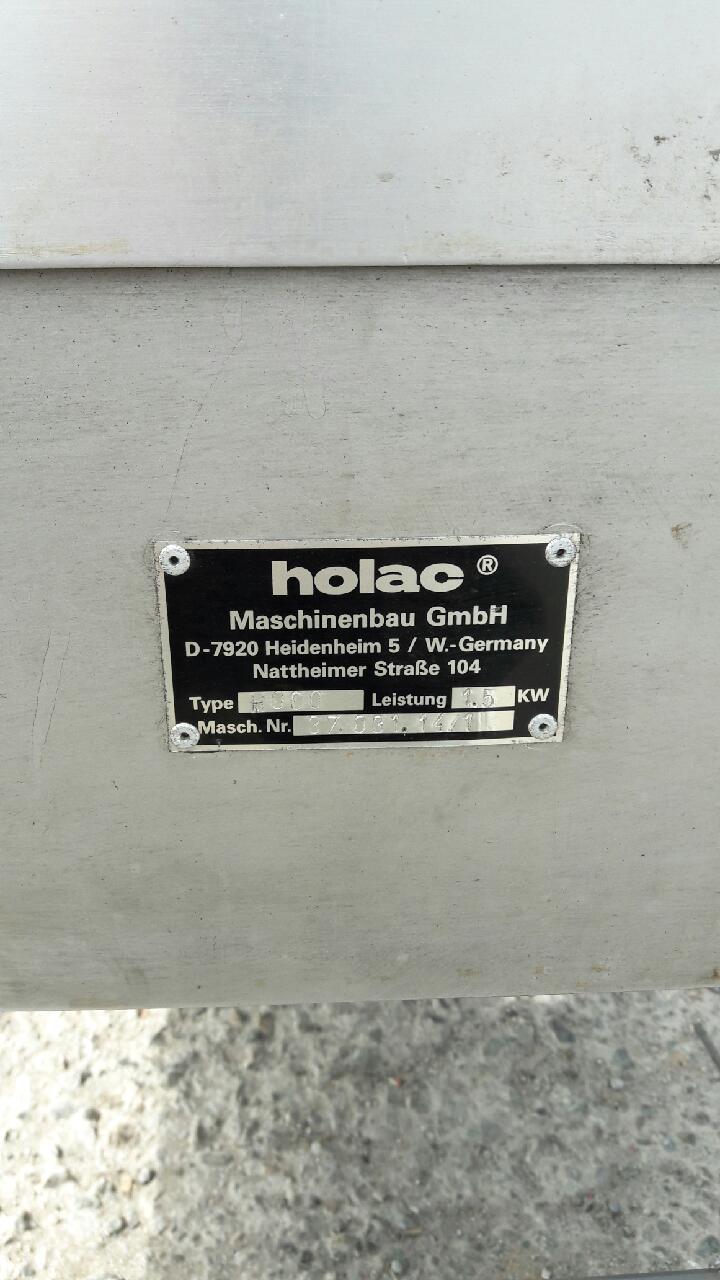 holac ®
Maschinenbau GmbH
D-7920 Heidenheim 5 / W.-Germany
Nattheimer Straße 104
Type Leistung 1.5 KW
Masch. Nr.